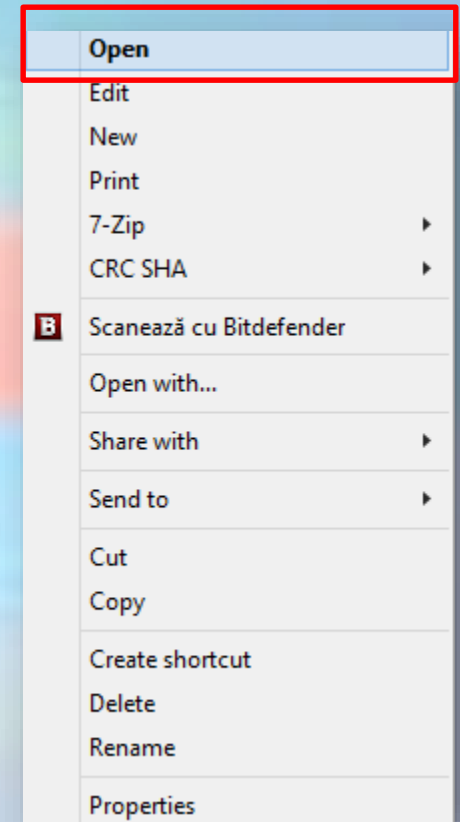 Open
Edit
New
Print
7-Zip
CRC SHA
B Scanează cu Bitdefender
Open with...
Share with
Send to
Cut
Copy
Create shortcut
Delete
Rename
Properties